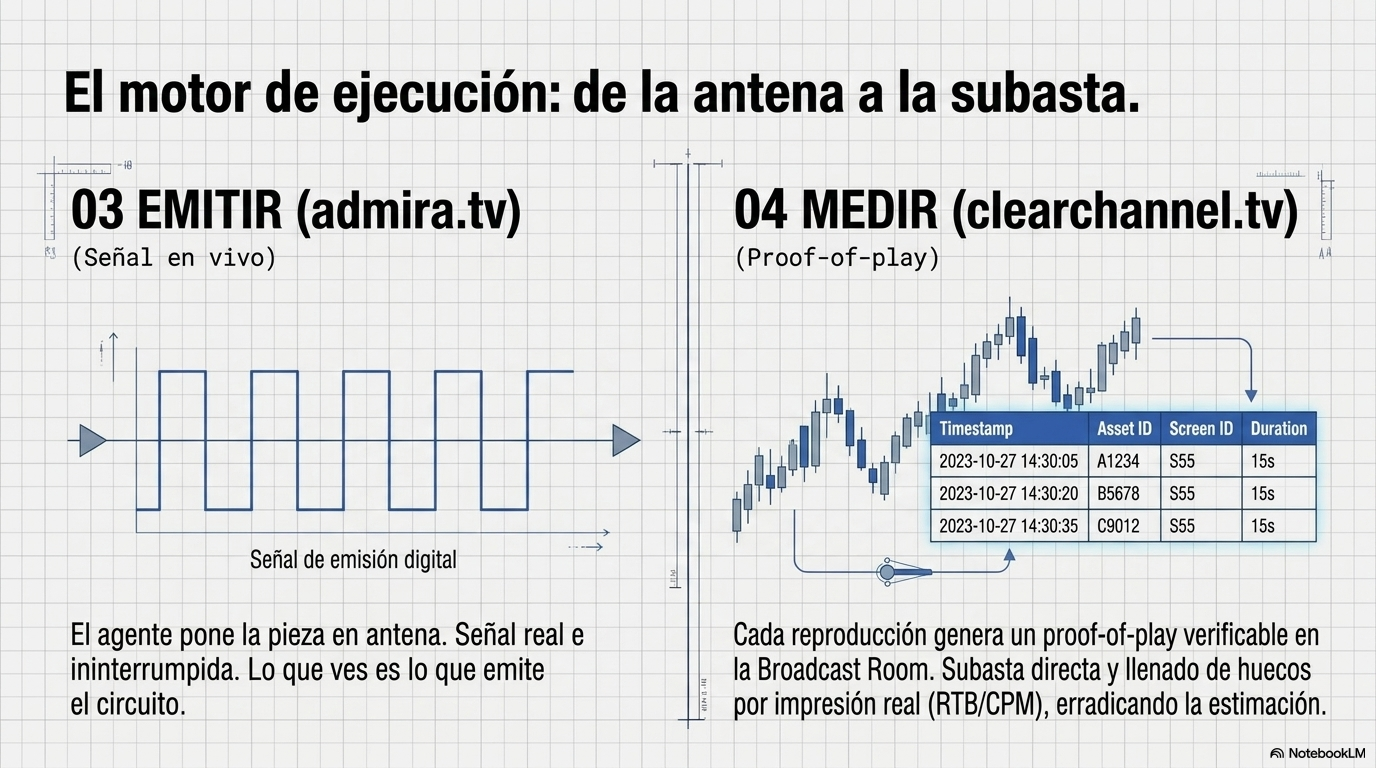 El motor de ejecución: de la antena a la subasta.
03 EMITIR (admira.tv)
(Señal en vivo)
Señal de emisión digital
El agente pone la pieza en antena. Señal real e
ininterrumpida. Lo que ves es lo que emite
el circuito.
04 MEDIR (clearchannel.tv)
(Proof-of-play)
Timestamp Asset ID Screen ID Duration
2023-10-27 14:30:05 A1234 S55 15s
2023-10-27 14:30:20 B5678 S55 15s
2023-10-27 14:30:35 C9012 S55 15s
Cada reproducción genera un proof-of-play verificable en
la Broadcast Room. Subasta directa y llenado de huecos
por impresión real (RTB/CPM), erradicando la estimación.
NotebookLM